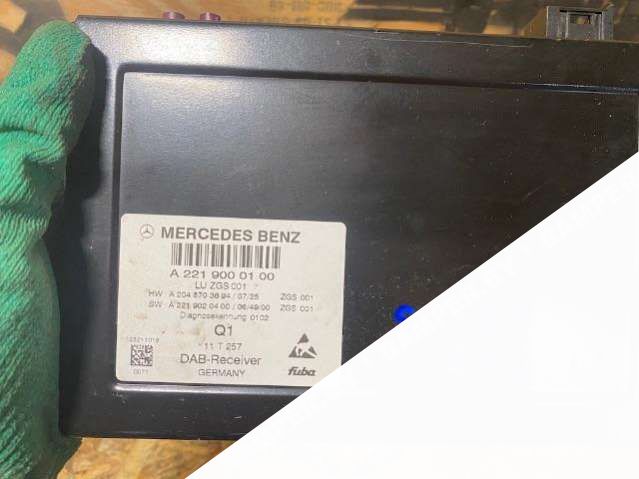 MERCEDES BENZ
A 221 900 01 00
LU ZGS 001
HW A 204 870 36 94 / 07/25 ZGS 001
SW A 221 902 04 00 / 06/49/00 ZGS 001
Diagnosekennung 0102
Q1
11 T 257
DAB-Receiver
GERMANY
fuba